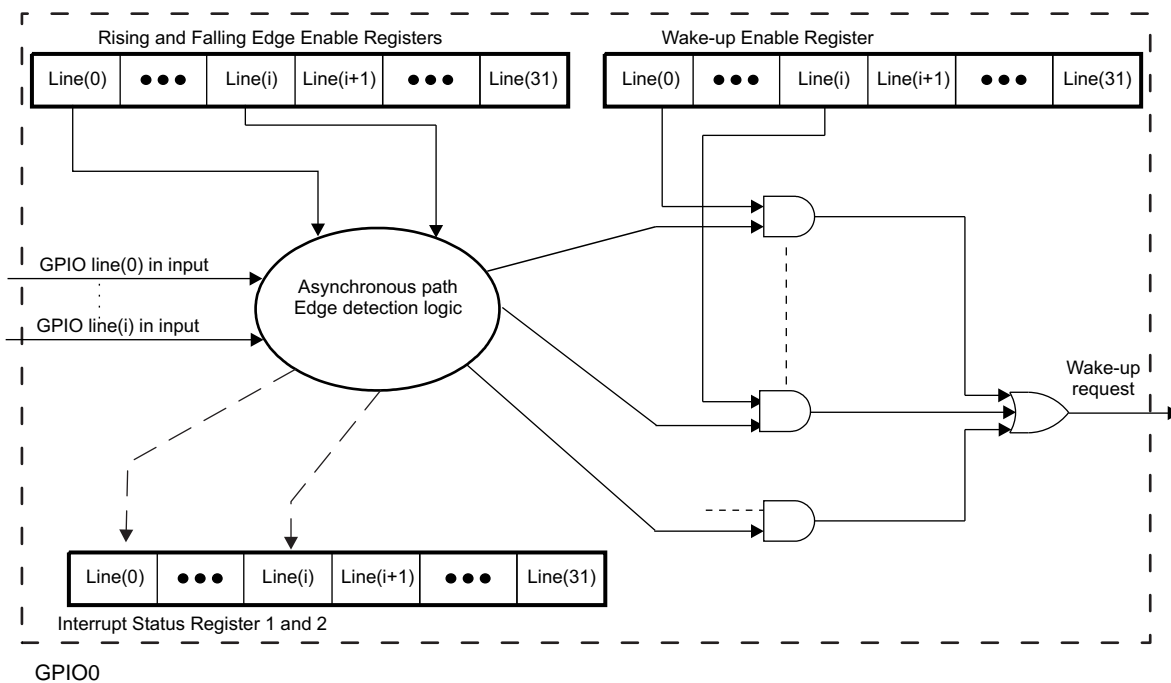 Rising and Falling Edge Enable Registers
Wake-up Enable Register
Line(0) ●●● Line(i) Line(i+1) ●●● Line(31)
Line(0) ●●● Line(i) Line(i+1) ●●● Line(31)
GPIO line(0) in input
GPIO line(i) in input
Asynchronous path
Edge detection logic
Wake-up
request
Line(0) ●●● Line(i) Line(i+1) ●●● Line(31)
Interrupt Status Register 1 and 2
GPIO0